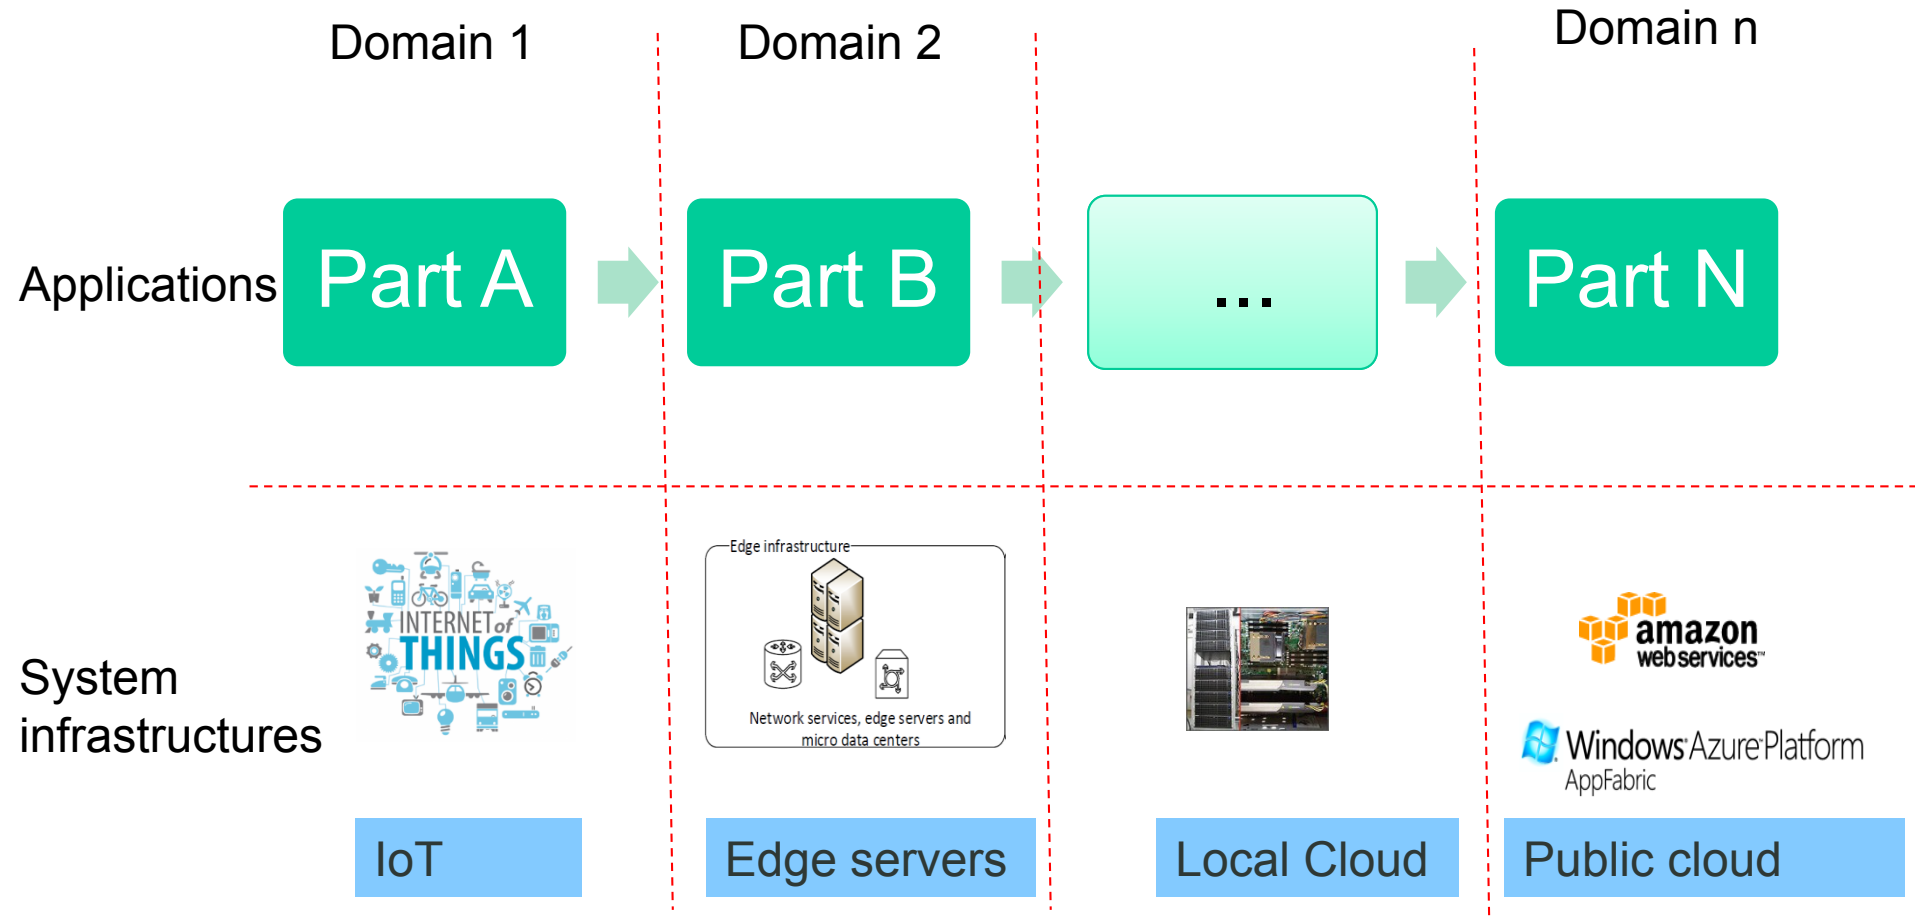 Domain 1
Domain 2
Domain n
Applications
Part A
Part B
...
Part N
System
infrastructures
INTERNET of
THINGS
Edge infrastructure
Network services, edge servers and
micro data centers
amazon
web services™
Windows Azure Platform
AppFabric
IoT
Edge servers
Local Cloud
Public cloud